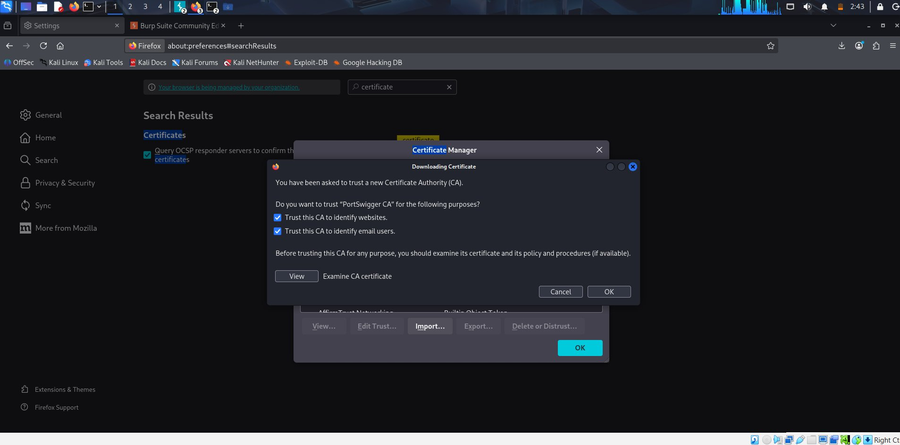 1 2 3 4
2:43
Settings
Burp Suite Community Ed
Firefox
about:preferences#searchResults
OffSec
Kali Linux
Kali Tools
Kali Docs
Kali Forums
Kali NetHunter
Exploit-DB
Google Hacking DB
Your browser is being managed by your organization.
certificate
General
Home
Search
Privacy & Security
Sync
More from Mozilla
Extensions & Themes
Firefox Support
Search Results
Certificates
Query OCSP responder servers to confirm th
certificates
Certificate Manager
Downloading Certificate
You have been asked to trust a new Certificate Authority (CA).
Do you want to trust "PortSwigger CA" for the following purposes?
Trust this CA to identify websites.
Trust this CA to identify email users.
Before trusting this CA for any purpose, you should examine its certificate and its policy and procedures (if available).
View
Examine CA certificate
Cancel
OK
AffirmTrust Networking
Builtin Object Token
View...
Edit Trust...
Import...
Export...
Delete or Distrust...
OK
Right Ct